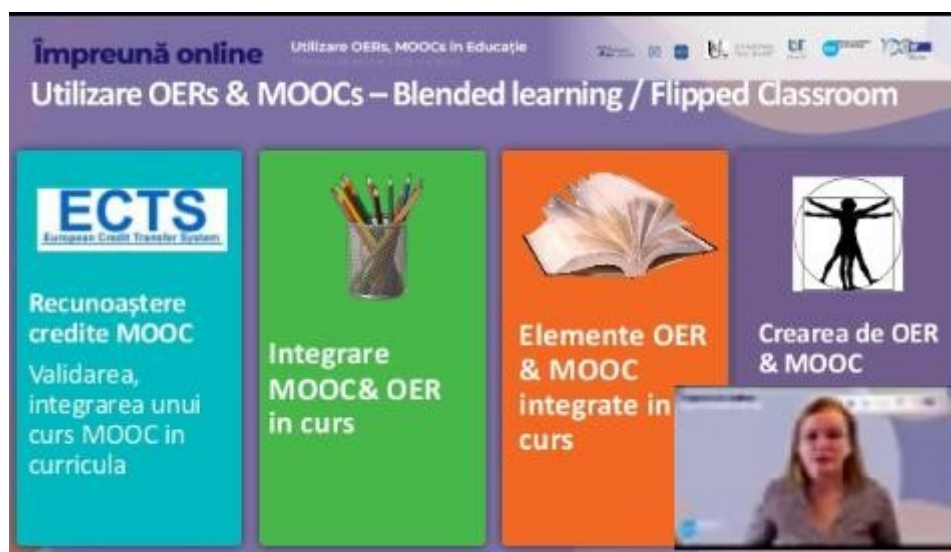 Împreună online
Utilizare OERs, MOOCs în Educație
Utilizare OERs & MOOCs – Blended learning / Flipped Classroom
ECTS
European Credit Transfer System
Recunoaștere
credite MOOC
Validarea,
integrarea unui
curs MOOC in
curricula
Integrare
MOOC& OER
in curs
Elemente OER
& MOOC
integrate in
curs
Crearea de OER
& MOOC